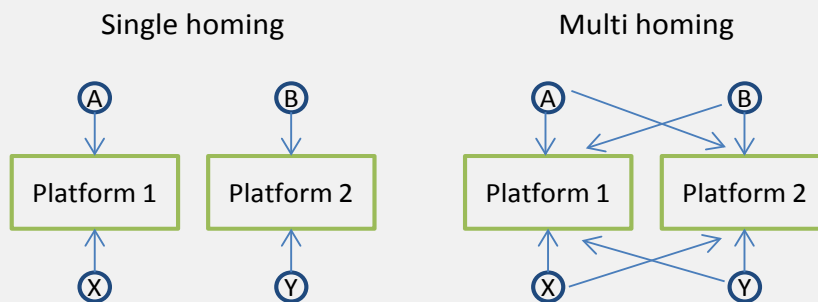 Single homing
Multi homing
A
B
A
B
Platform 1
Platform 2
Platform 1
Platform 2
X
Y
X
Y